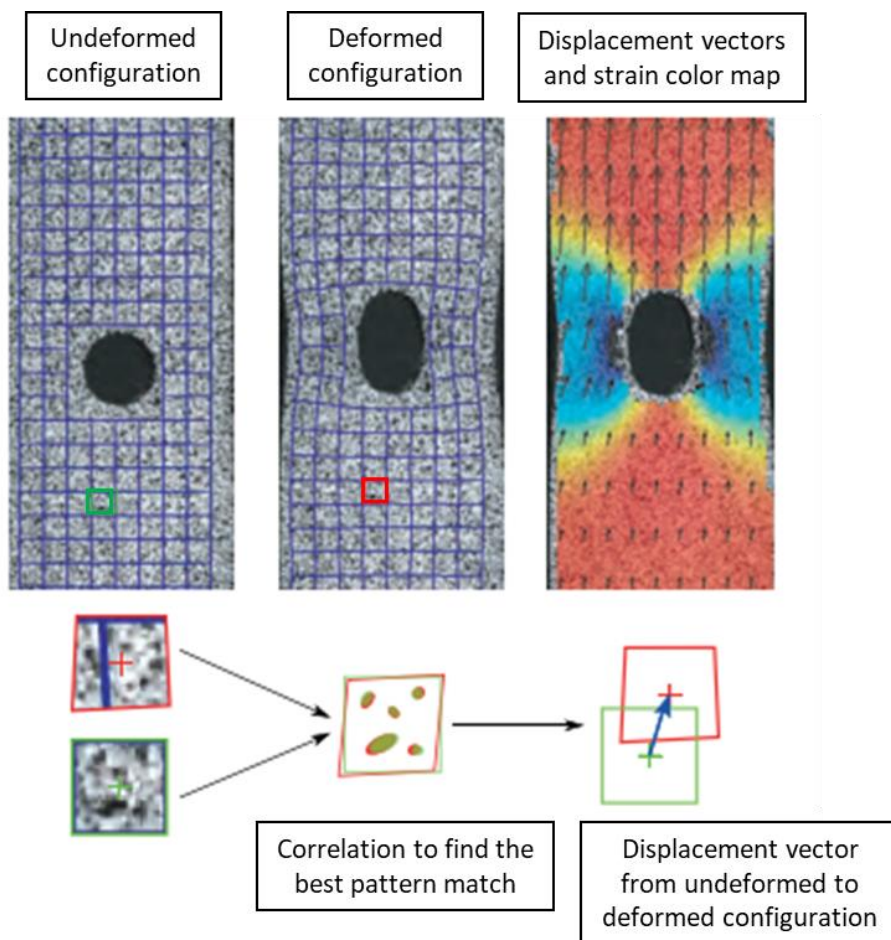 Undeformed
configuration
Deformed
configuration
Displacement vectors
and strain color map
Correlation to find the
best pattern match
Displacement vector
from undeformed to
deformed configuration